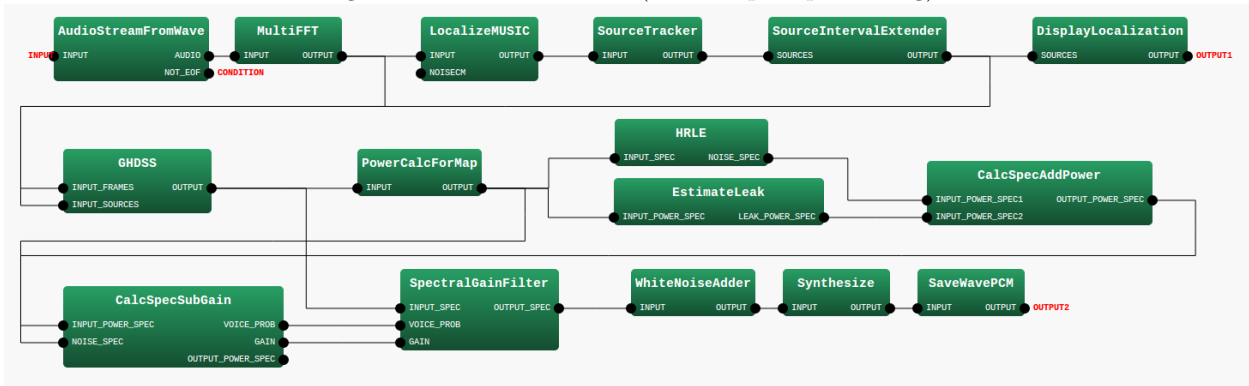 AudioStreamFromWave MultiFFT LocalizeMUSIC SourceTracker SourceIntervalExtender DisplayLocalization
INPUT INPUT AUDIO INPUT OUTPUT INPUT OUTPUT INPUT OUTPUT SOURCES OUTPUT SOURCES OUTPUT OUTPUT1
NOT_EOF CONDITION NOISECM
HRLE
GHDSS PowerCalcForMap INPUT_SPEC NOISE_SPEC
CalcSpecAddPower
INPUT_FRAMES OUTPUT INPUT OUTPUT EstimateLeak
INPUT_SOURCES INPUT_POWER_SPEC1 OUTPUT_POWER_SPEC
INPUT_POWER_SPEC LEAK_POWER_SPEC INPUT_POWER_SPEC2
SpectralGainFilter WhiteNoiseAdder Synthesize SaveWavePCM
CalcSpecSubGain
INPUT_SPEC OUTPUT_SPEC INPUT OUTPUT INPUT OUTPUT INPUT OUTPUT OUTPUT2
INPUT_POWER_SPEC VOICE_PROB VOICE_PROB
NOISE_SPEC GAIN GAIN
OUTPUT_POWER_SPEC